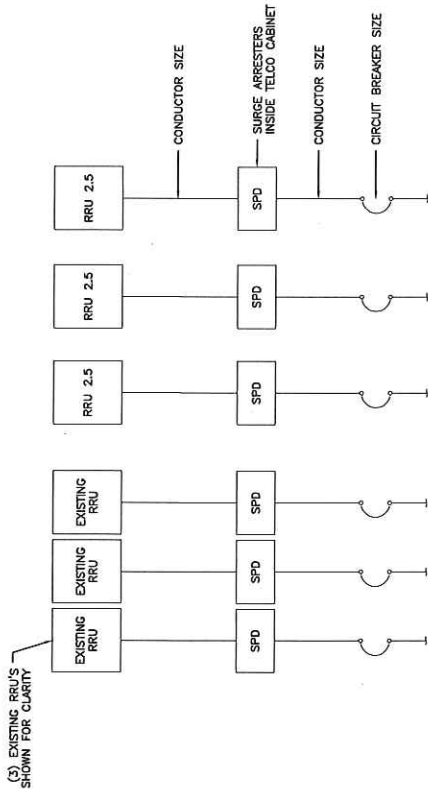 (3) EXISTING RRU'S
SHOWN FOR CLARITY
EXISTING
RRU
EXISTING
RRU
EXISTING
RRU
RRU 2.5
RRU 2.5
RRU 2.5
CONDUCTOR SIZE
SPD
SPD
SPD
SPD
SPD
SPD
SURGE ARRESTERS
INSIDE TELCO CABINET
CONDUCTOR SIZE
CIRCUIT BREAKER SIZE